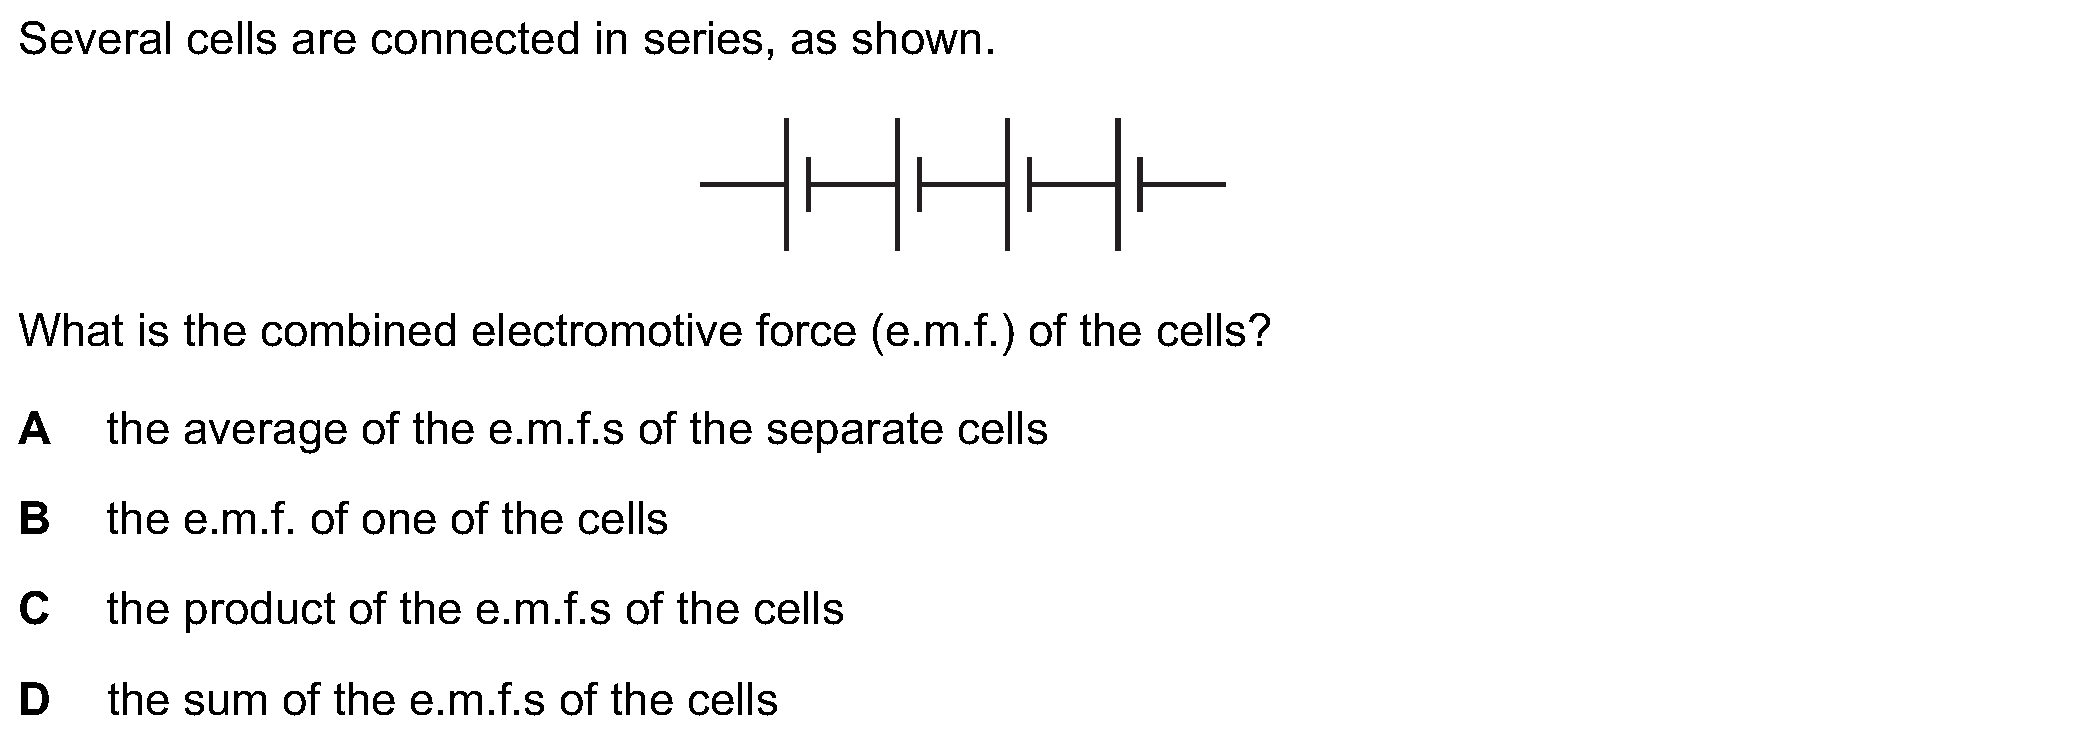 Several cells are connected in series, as shown.
What is the combined electromotive force (e.m.f.) of the cells?
A the average of the e.m.f.s of the separate cells
B the e.m.f. of one of the cells
C the product of the e.m.f.s of the cells
D the sum of the e.m.f.s of the cells